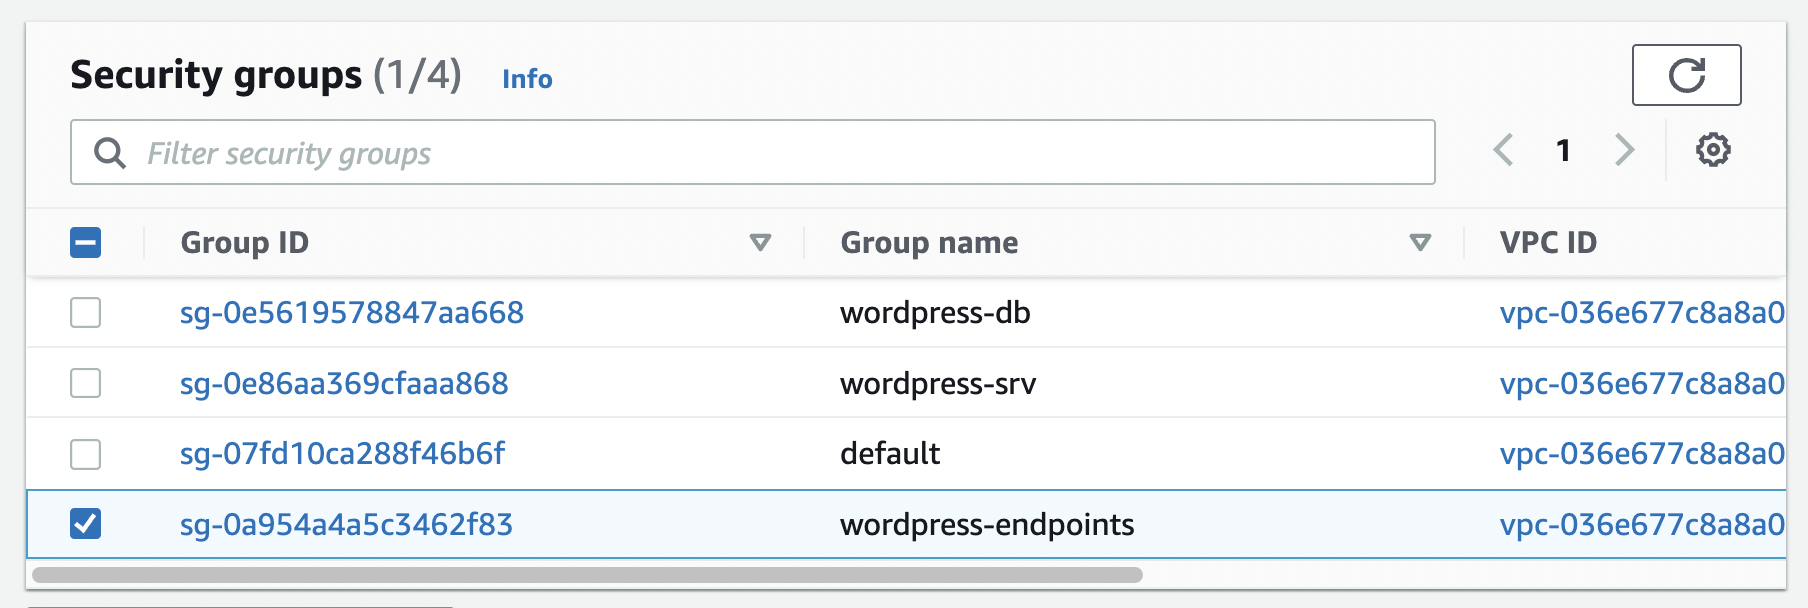 Security groups (1/4) Info
Filter security groups
1
Group ID Group name VPC ID
sg-0e5619578847aa668 wordpress-db vpc-036e677c8a8a0
sg-0e86aa369cfaaa868 wordpress-srv vpc-036e677c8a8a0
sg-07fd10ca288f46b6f default vpc-036e677c8a8a0
sg-0a954a4a5c3462f83 wordpress-endpoints vpc-036e677c8a8a0